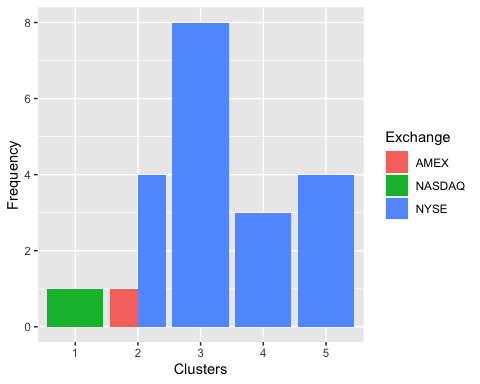 8
6
4
2
0
Frequency
1 2 3 4 5
Clusters
Exchange
AMEX
NASDAQ
NYSE